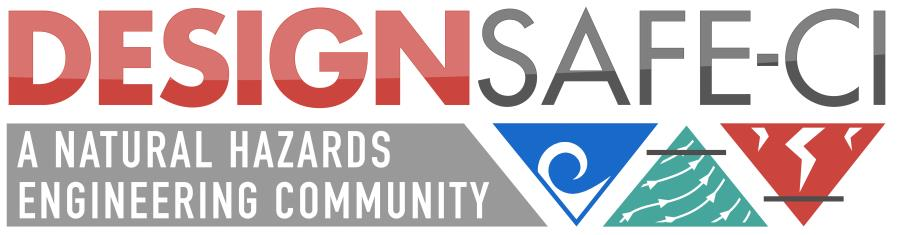 DESIGNSAFE-CI
A NATURAL HAZARDS
ENGINEERING COMMUNITY